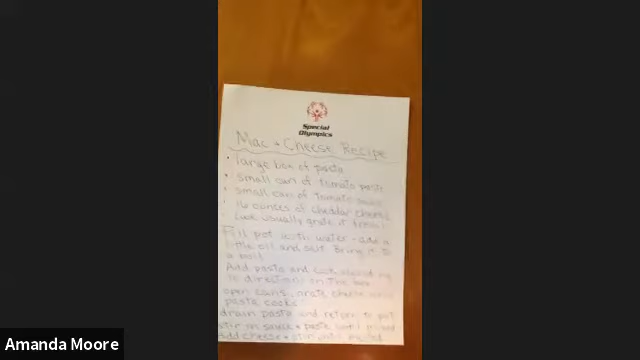 Special
Olympics
Mac + Cheese Recipe
large box of pasta
small can of tomato paste
small can of tomato sauce
16 ounces of cheddar cheese
(we usually grate it fresh)
Fill pot with water - add a
little oil and salt. Bring it to
a boil
Add pasta and cook according
to directions on the box
open cans, grate cheese while
pasta cooks
drain pasta and return to pot
stir in sauce + paste until mixed
add cheese + stir until melted
Amanda Moore